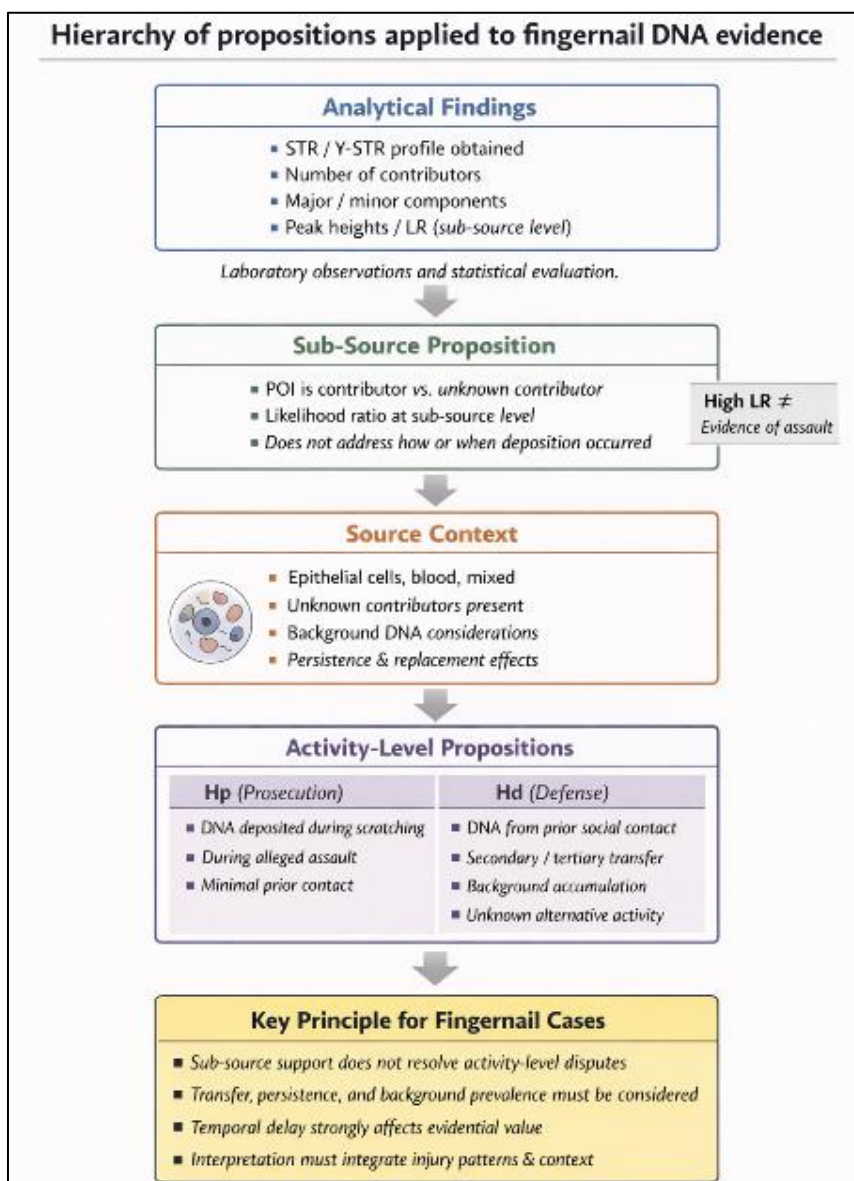 Hierarchy of propositions applied to fingernail DNA evidence
Analytical Findings
▪ STR / Y-STR profile obtained
▪ Number of contributors
▪ Major / minor components
▪ Peak heights / LR (sub-source level)
Laboratory observations and statistical evaluation.
Sub-Source Proposition
▪ POI is contributor vs. unknown contributor
▪ Likelihood ratio at sub-source level
▪ Does not address how or when deposition occurred
High LR ≠
Evidence of assault
Source Context
▪ Epithelial cells, blood, mixed
▪ Unknown contributors present
▪ Background DNA considerations
▪ Persistence & replacement effects
Activity-Level Propositions
Hp (Prosecution)
▪ DNA deposited during scratching
▪ During alleged assault
▪ Minimal prior contact
Hd (Defense)
▪ DNA from prior social contact
▪ Secondary / tertiary transfer
▪ Background accumulation
▪ Unknown alternative activity
Key Principle for Fingernail Cases
▪ Sub-source support does not resolve activity-level disputes
▪ Transfer, persistence, and background prevalence must be considered
▪ Temporal delay strongly affects evidential value
▪ Interpretation must integrate injury patterns & context